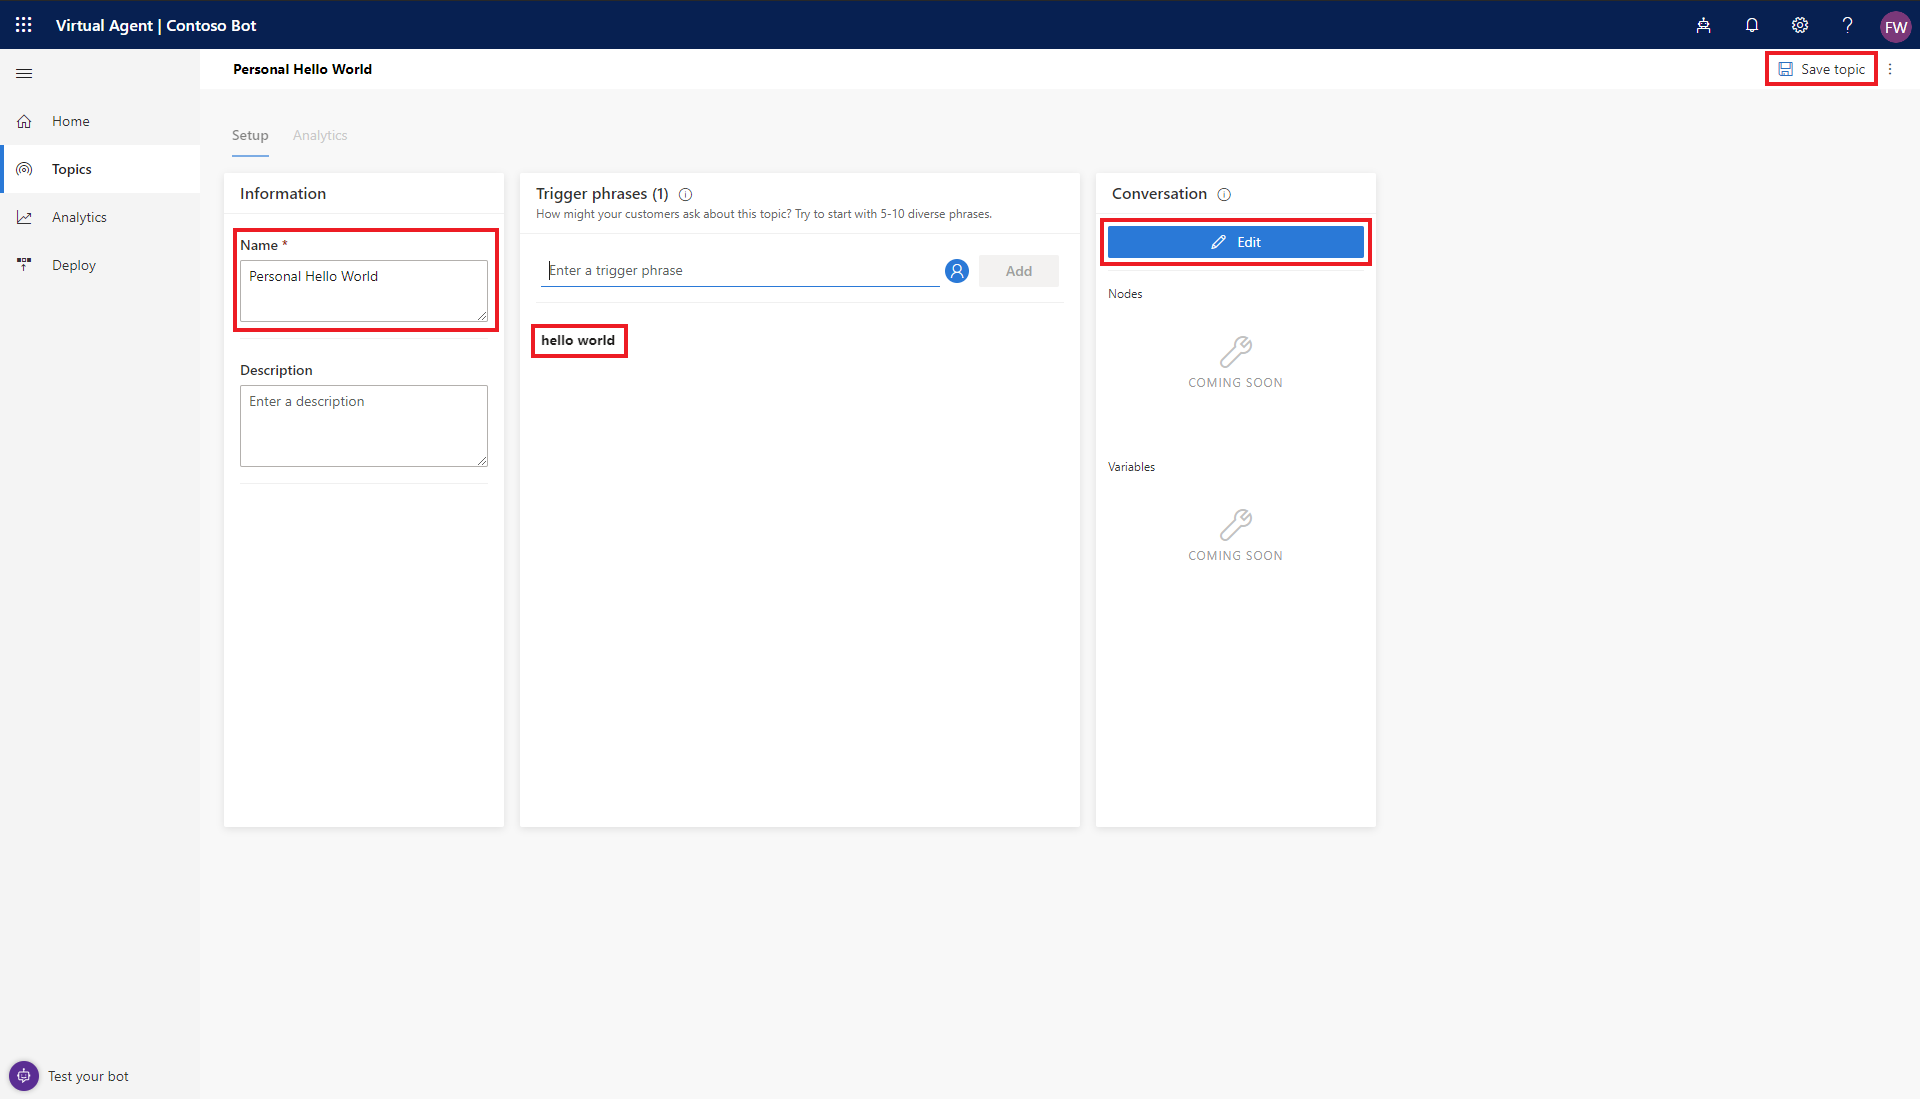 Virtual Agent | Contoso Bot
FW
Personal Hello World
Save topic
Home
Topics
Analytics
Deploy
Setup
Analytics
Information
Name *
Personal Hello World
Description
Enter a description
Trigger phrases (1)
How might your customers ask about this topic? Try to start with 5-10 diverse phrases.
Enter a trigger phrase
Add
hello world
Conversation
Edit
Nodes
COMING SOON
Variables
COMING SOON
Test your bot